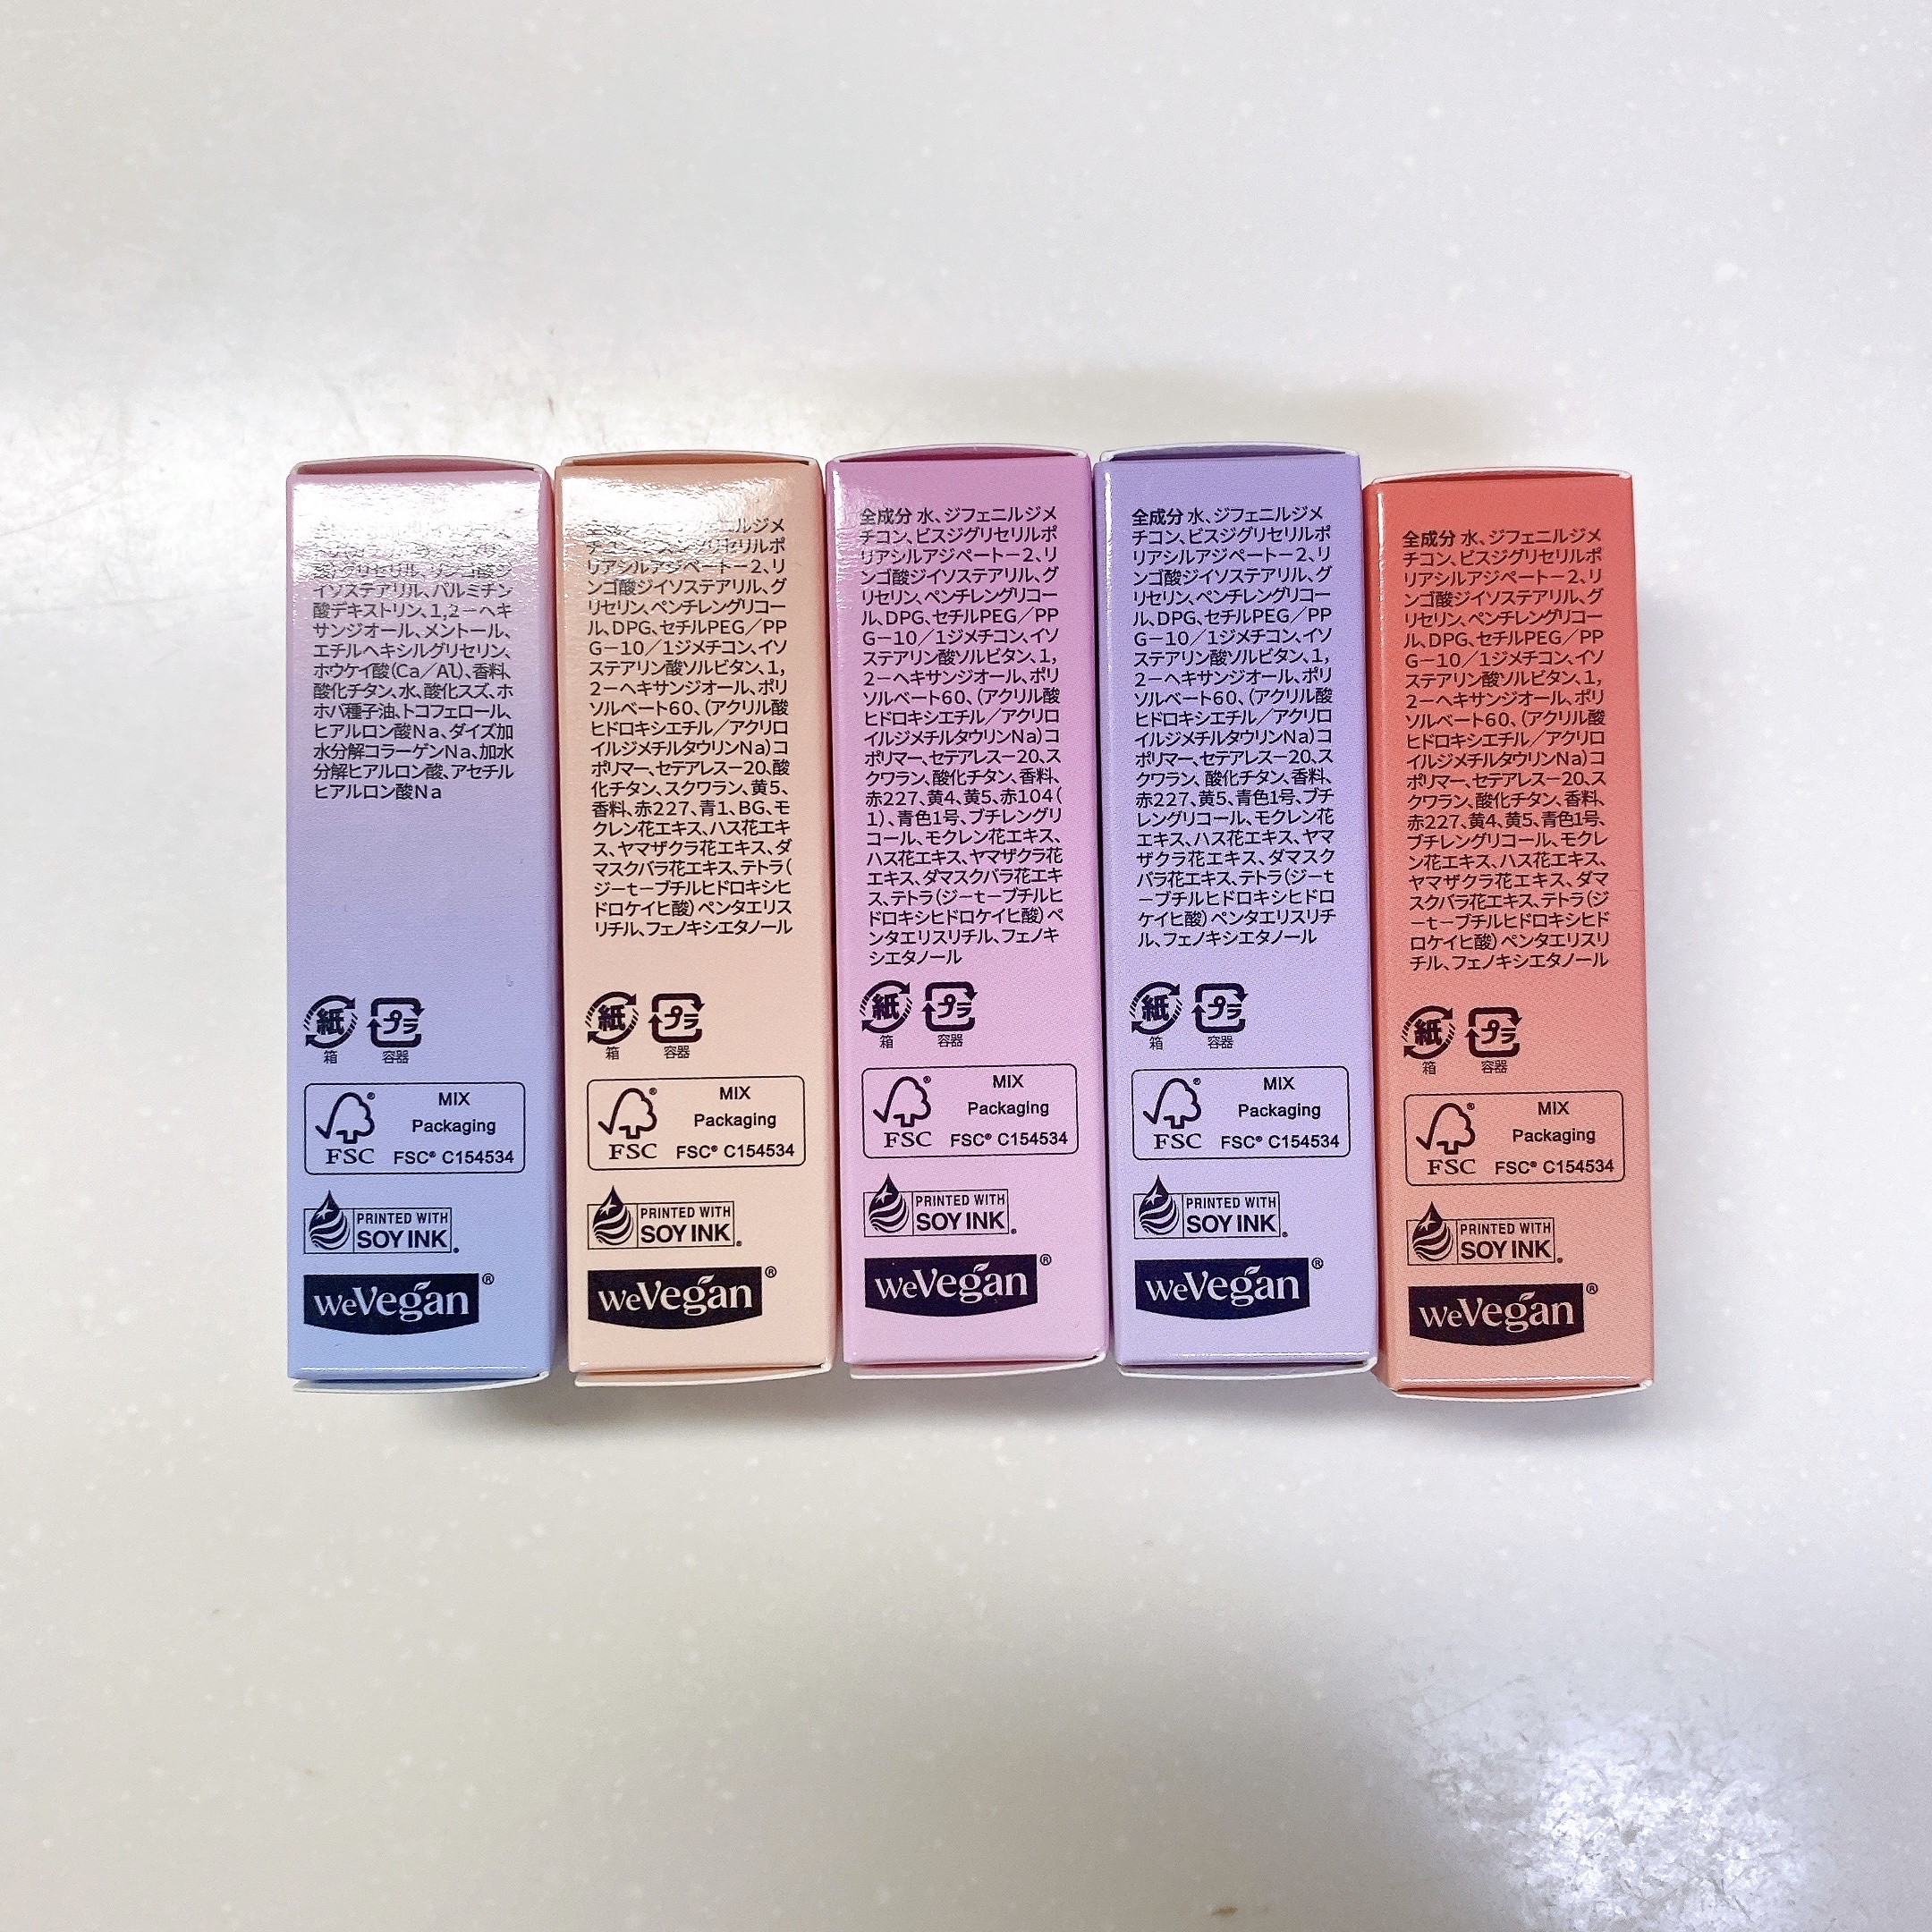 イソステアリル、パルミチン
酸デキストリン、1,2－ヘキ
サンジオール、メントール、
エチルヘキシルグリセリン、
ホウケイ酸(Ca／Al)、香料、
酸化チタン、水、酸化スズ、ホ
ホバ種子油、トコフェロール、
ヒアルロン酸Na、ダイズ加
水分解コラーゲンNa、加水
分解ヒアルロン酸、アセチル
ヒアルロン酸Na
紙
箱
プラ
容器
FSC®
MIX
Packaging
FSC® C154534
PRINTED WITH
SOY INK®
weVegan®
リアシルアジペート－2、リ
ンゴ酸ジイソステアリル、グ
リセリン、ペンチレングリコー
ル、DPG、セチルPEG／PP
G－10／1ジメチコン、イソ
ステアリン酸ソルビタン、1,
2－ヘキサンジオール、ポリ
ソルベート60、(アクリル酸
ヒドロキシエチル／アクリロ
イルジメチルタウリンNa)コ
ポリマー、セテアレス－20、酸
化チタン、スクワラン、黄5、
香料、赤227、青1、BG、モ
クレン花エキス、ハス花エキ
ス、ヤマザクラ花エキス、ダ
マスクバラ花エキス、テトラ(
ジ－t－ブチルヒドロキシヒ
ドロケイヒ酸)ペンタエリス
リチル、フェノキシエタノール
紙
箱
プラ
容器
FSC®
MIX
Packaging
FSC® C154534
PRINTED WITH
SOY INK®
weVegan®
全成分 水、ジフェニルジメ
チコン、ビスジグリセリルポ
リアシルアジペート－2、リ
ンゴ酸ジイソステアリル、グ
リセリン、ペンチレングリコー
ル、DPG、セチルPEG／PP
G－10／1ジメチコン、イソ
ステアリン酸ソルビタン、1,
2－ヘキサンジオール、ポリ
ソルベート60、(アクリル酸
ヒドロキシエチル／アクリロ
イルジメチルタウリンNa)コ
ポリマー、セテアレス－20、ス
クワラン、酸化チタン、香料、
赤227、黄4、黄5、赤104(
1)、青色1号、ブチレングリ
コール、モクレン花エキス、
ハス花エキス、ヤマザクラ花
エキス、ダマスクバラ花エキ
ス、テトラ(ジ－t－ブチルヒ
ドロキシヒドロケイヒ酸)ペ
ンタエリスリチル、フェノキ
シエタノール
紙
箱
プラ
容器
FSC®
MIX
Packaging
FSC® C154534
PRINTED WITH
SOY INK®
weVegan®
全成分 水、ジフェニルジメ
チコン、ビスジグリセリルポ
リアシルアジペート－2、リ
ンゴ酸ジイソステアリル、グ
リセリン、ペンチレングリコー
ル、DPG、セチルPEG／PP
G－10／1ジメチコン、イソ
ステアリン酸ソルビタン、1,
2－ヘキサンジオール、ポリ
ソルベート60、(アクリル酸
ヒドロキシエチル／アクリロ
イルジメチルタウリンNa)コ
ポリマー、セテアレス－20、ス
クワラン、酸化チタン、香料、
赤227、黄5、青色1号、ブチ
レングリコール、モクレン花
エキス、ハス花エキス、ヤマ
ザクラ花エキス、ダマスク
バラ花エキス、テトラ(ジ－t
－ブチルヒドロキシヒドロ
ケイヒ酸)ペンタエリスリチ
ル、フェノキシエタノール
紙
箱
プラ
容器
FSC®
MIX
Packaging
FSC® C154534
PRINTED WITH
SOY INK®
weVegan®
全成分 水、ジフェニルジメ
チコン、ビスジグリセリルポ
リアシルアジペート－2、リ
ンゴ酸ジイソステアリル、グ
リセリン、ペンチレングリコー
ル、DPG、セチルPEG／PP
G－10／1ジメチコン、イソ
ステアリン酸ソルビタン、1,
2－ヘキサンジオール、ポリ
ソルベート60、(アクリル酸
ヒドロキシエチル／アクリロ
イルジメチルタウリンNa)コ
ポリマー、セテアレス－20、ス
クワラン、酸化チタン、香料、
赤227、黄4、黄5、青色1号、
ブチレングリコール、モクレ
ン花エキス、ハス花エキス、
ヤマザクラ花エキス、ダマ
スクバラ花エキス、テトラ(ジ
－t－ブチルヒドロキシヒド
ロケイヒ酸)ペンタエリスリ
チル、フェノキシエタノール
紙
箱
プラ
容器
FSC®
MIX
Packaging
FSC® C154534
PRINTED WITH
SOY INK®
weVegan®